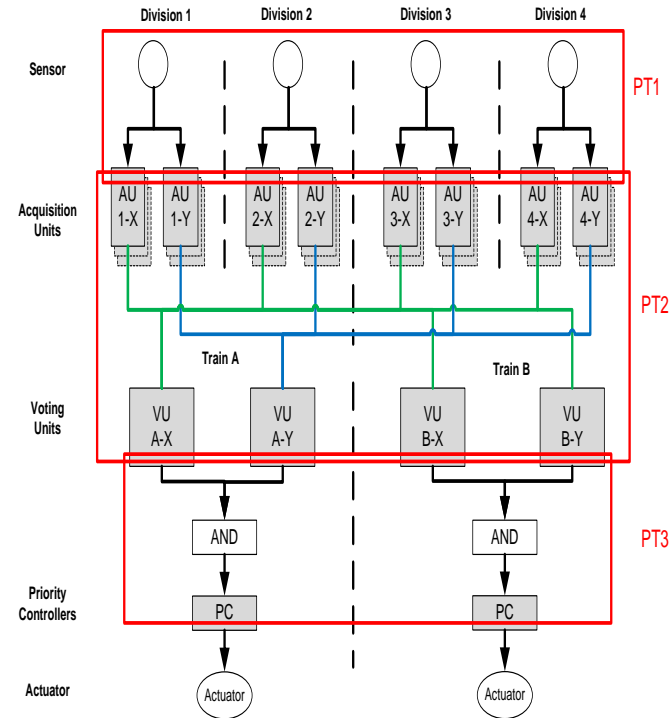 Division 1 Division 2 Division 3 Division 4
Sensor
PT1
AU 1-X
AU 1-Y
AU 2-X
AU 2-Y
AU 3-X
AU 3-Y
AU 4-X
AU 4-Y
Acquisition
Units
PT2
Train A
Train B
Voting
Units
VU A-X
VU A-Y
VU B-X
VU B-Y
AND
AND
PT3
Priority
Controllers
PC
PC
Actuator
Actuator
Actuator